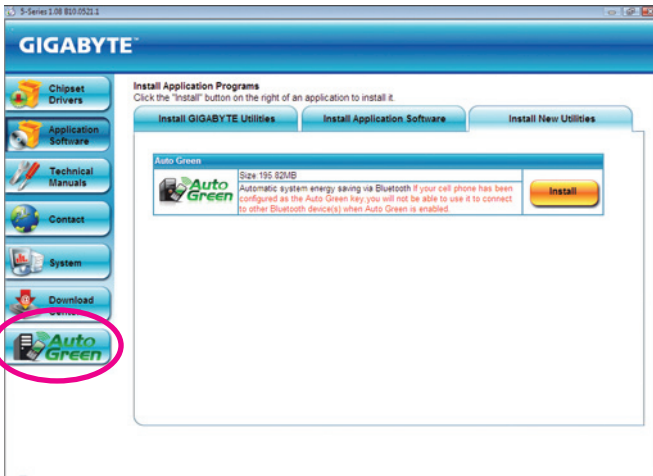 5-Series 1.08 B10.0521.1
GIGABYTE™
Chipset
Drivers
Application
Software
Technical
Manuals
Contact
System
Download
Center
Auto
Green
Install Application Programs
Click the "Install" button on the right of an application to install it.
Install GIGABYTE Utilities
Install Application Software
Install New Utilities
Auto Green
Auto
Green
Size:195.82MB
Automatic system energy saving via Bluetooth If your cell phone has been
configured as the Auto Green key,you will not be able to use it to connect
to other Bluetooth device(s) when Auto Green is enabled.
Install